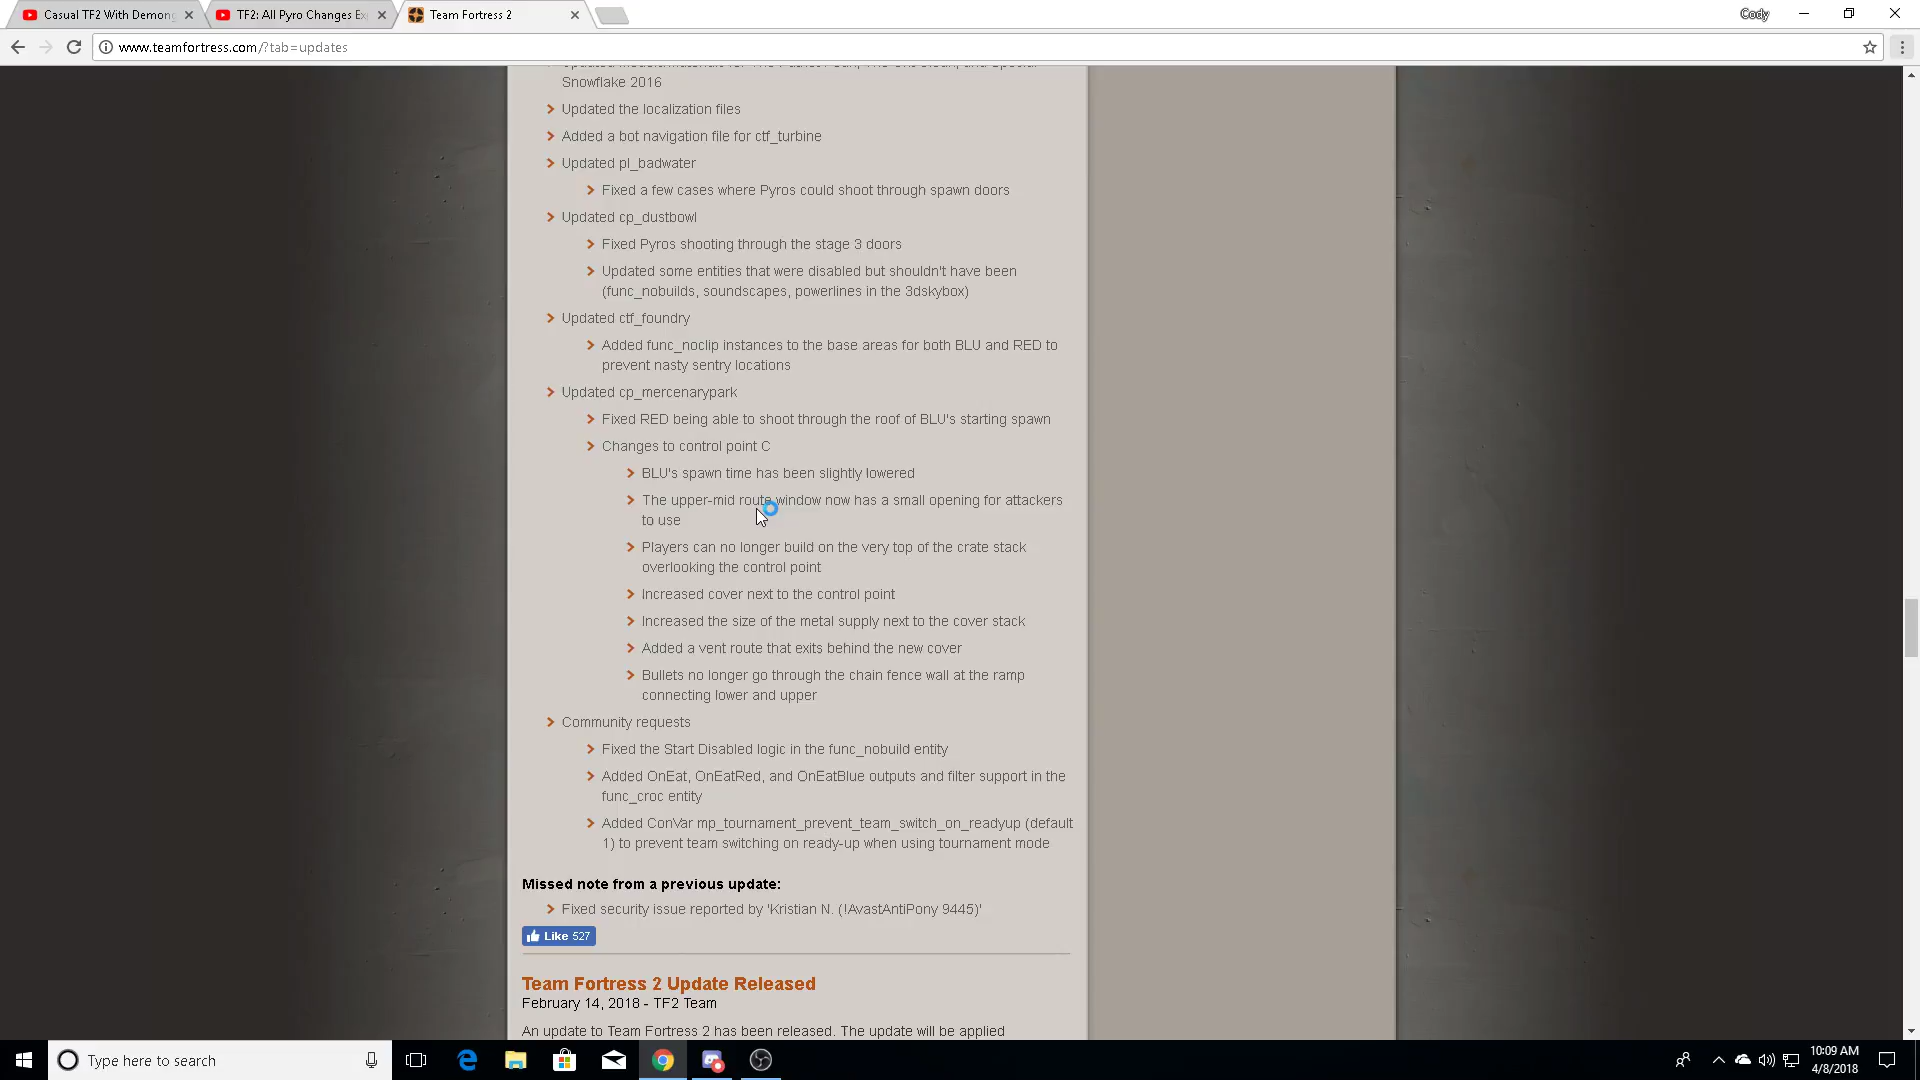 Casual TF2 With Demon
TF2: All Pyro Changes Ex
Team Fortress 2
Cody
www.teamfortress.com/?tab=updates
Snowflake 2016
Updated the localization files
Added a bot navigation file for ctf_turbine
Updated pl_badwater
Fixed a few cases where Pyros could shoot through spawn doors
Updated cp_dustbowl
Fixed Pyros shooting through the stage 3 doors
Updated some entities that were disabled but shouldn't have been
(func_nobuilds, soundscapes, powerlines in the 3dskybox)
Updated ctf_foundry
Added func_noclip instances to the base areas for both BLU and RED to
prevent nasty sentry locations
Updated cp_mercenarypark
Fixed RED being able to shoot through the roof of BLU's starting spawn
Changes to control point C
BLU's spawn time has been slightly lowered
The upper-mid route window now has a small opening for attackers
to use
Players can no longer build on the very top of the crate stack
overlooking the control point
Increased cover next to the control point
Increased the size of the metal supply next to the cover stack
Added a vent route that exits behind the new cover
Bullets no longer go through the chain fence wall at the ramp
connecting lower and upper
Community requests
Fixed the Start Disabled logic in the func_nobuild entity
Added OnEat, OnEatRed, and OnEatBlue outputs and filter support in the
func_croc entity
Added ConVar mp_tournament_prevent_team_switch_on_readyup (default
1) to prevent team switching on ready-up when using tournament mode
Missed note from a previous update:
Fixed security issue reported by 'Kristian N. (!AvastAntiPony 9445)'
Like 527
Team Fortress 2 Update Released
February 14, 2018 - TF2 Team
An update to Team Fortress 2 has been released. The update will be applied
Type here to search
10:09 AM
4/8/2018